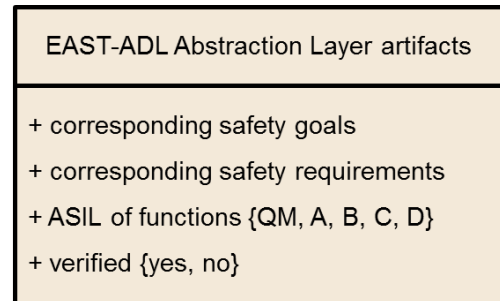 EAST-ADL Abstraction Layer artifacts
+ corresponding safety goals
+ corresponding safety requirements
+ ASIL of functions {QM, A, B, C, D}
+ verified {yes, no}